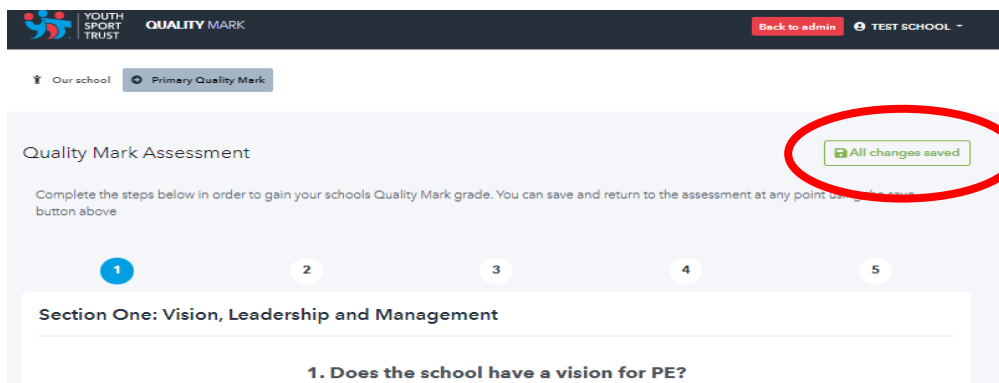 YOUTH
SPORT
TRUST
QUALITY MARK
Back to admin
TEST SCHOOL
Our school
Primary Quality Mark
Quality Mark Assessment
All changes saved
Complete the steps below in order to gain your schools Quality Mark grade. You can save and return to the assessment at any point using the save
button above
1 2 3 4 5
Section One: Vision, Leadership and Management
1. Does the school have a vision for PE?